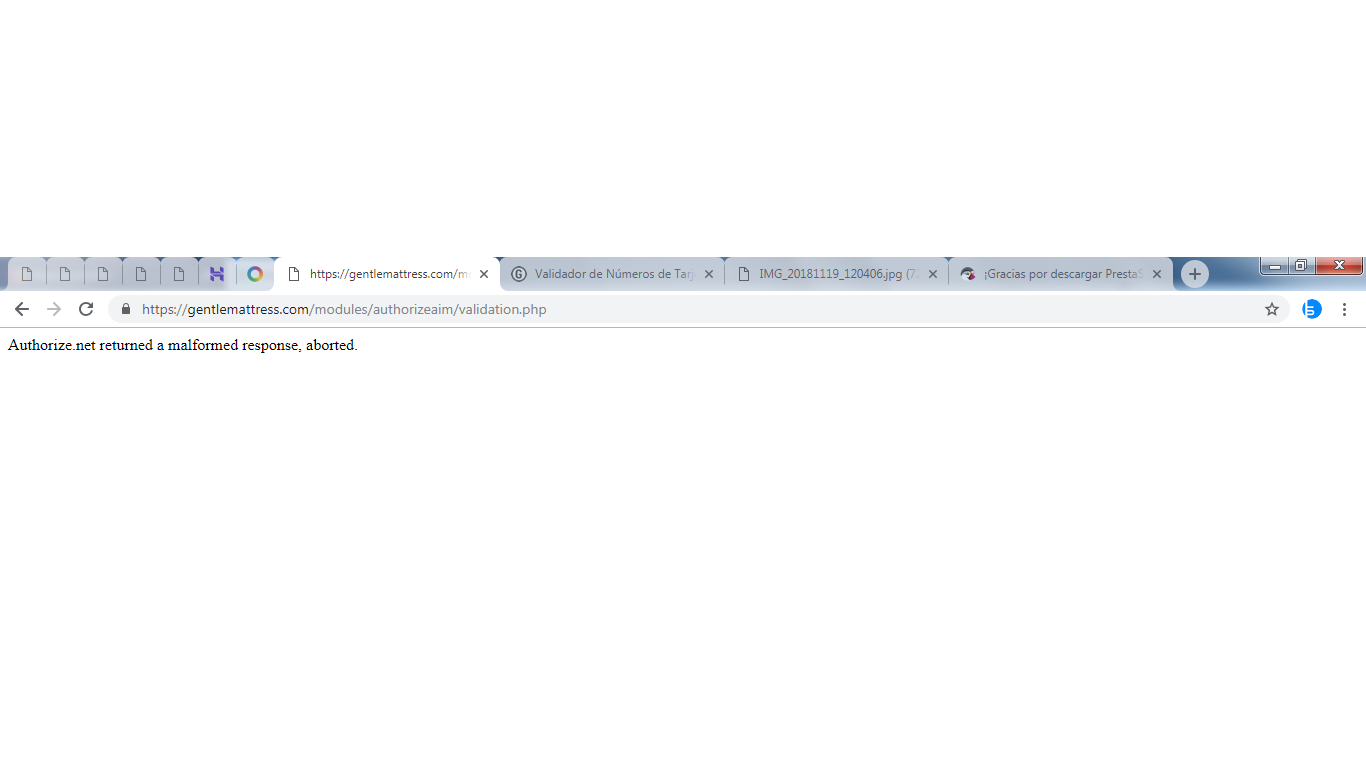 https://gentlemattress.com/m
Validador de Números de Tarj
IMG_20181119_120406.jpg (72
¡Gracias por descargar PrestaS
https://gentlemattress.com/modules/authorizeaim/validation.php
Authorize.net returned a malformed response, aborted.